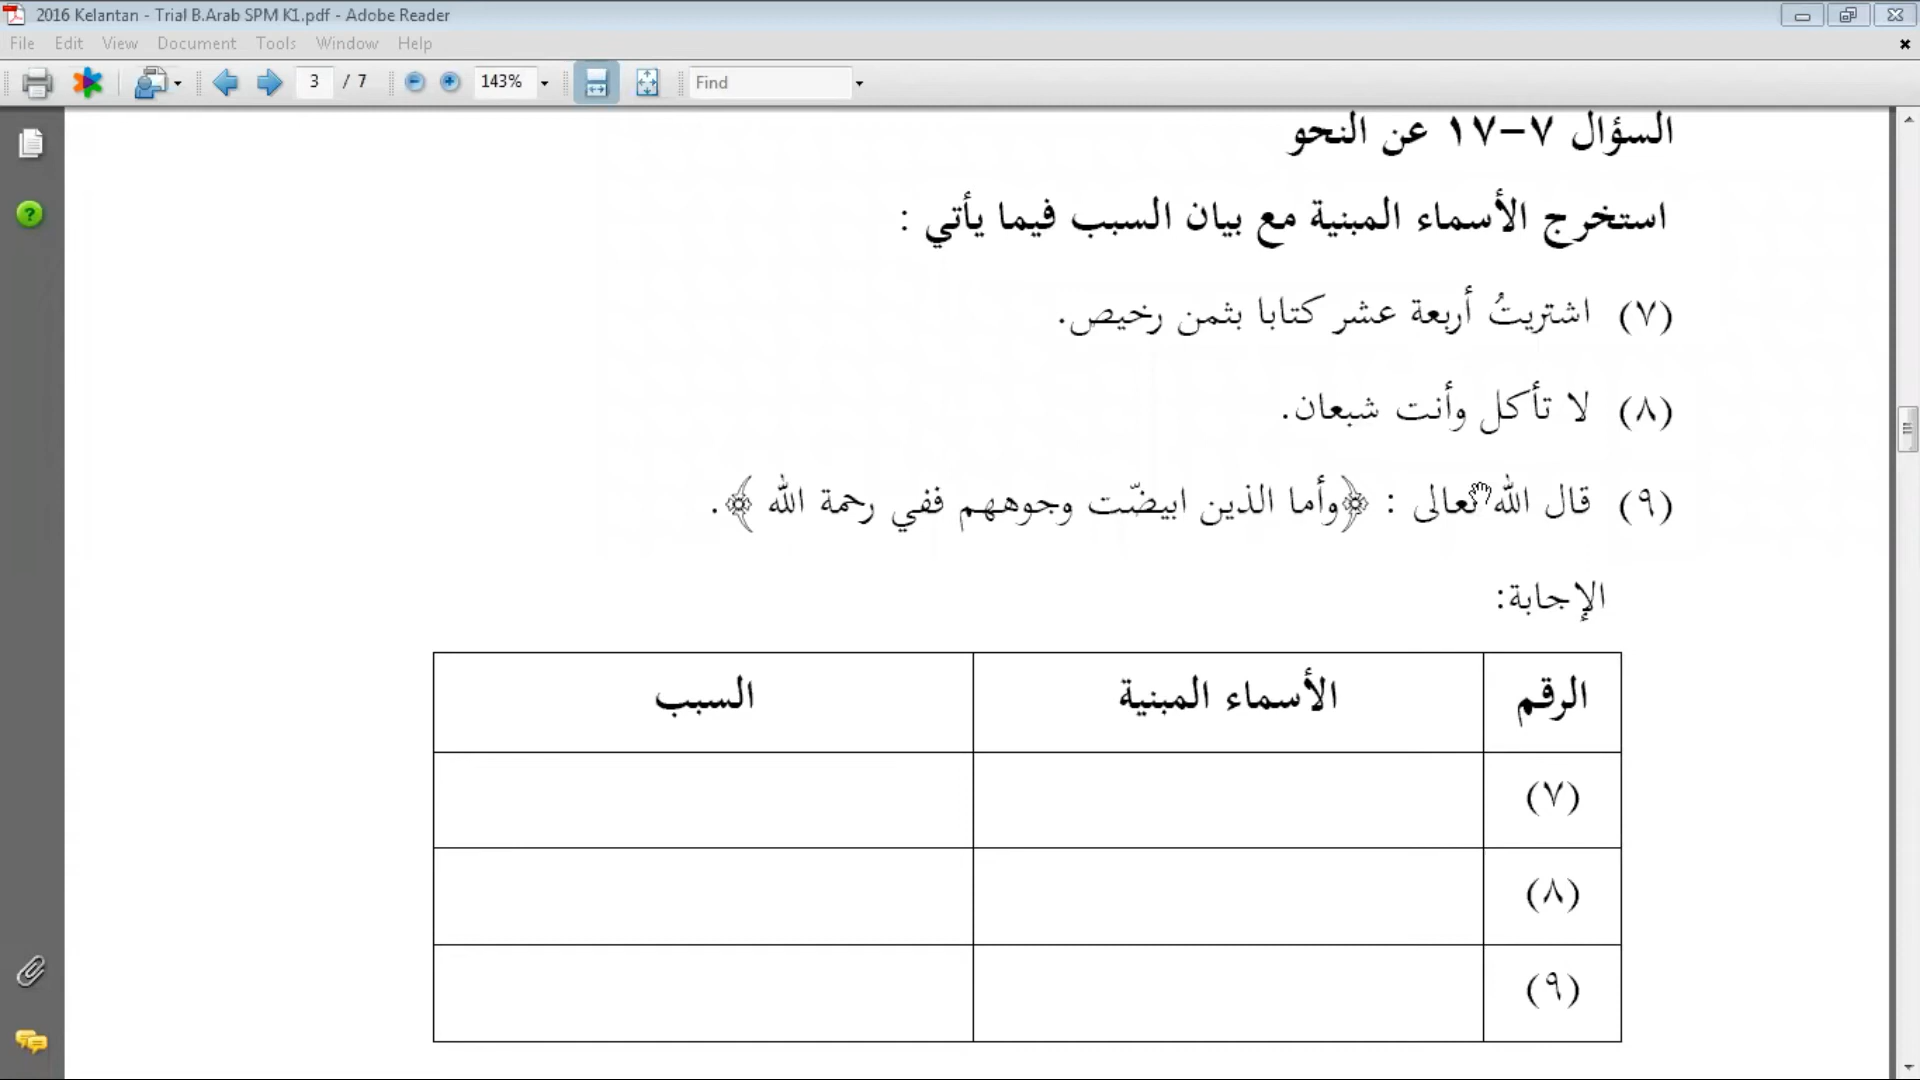 2016 Kelantan - Trial B.Arab SPM K1.pdf - Adobe Reader
File Edit View Document Tools Window Help
3 / 7 143% Find
السؤال ٧–١٧ عن النحو
استخرج الأسماء المبنية مع بيان السبب فيما يأتي :
(٧) اشتريتُ أربعة عشر كتابا بثمن رخيص.
(٨) لا تأكل وأنت شبعان.
(٩) قال الله تعالى : ﴿وأما الذين ابيضّت وجوههم ففي رحمة الله ﴾.
الإجابة:
الرقم الأسماء المبنية السبب
(٧)
(٨)
(٩)